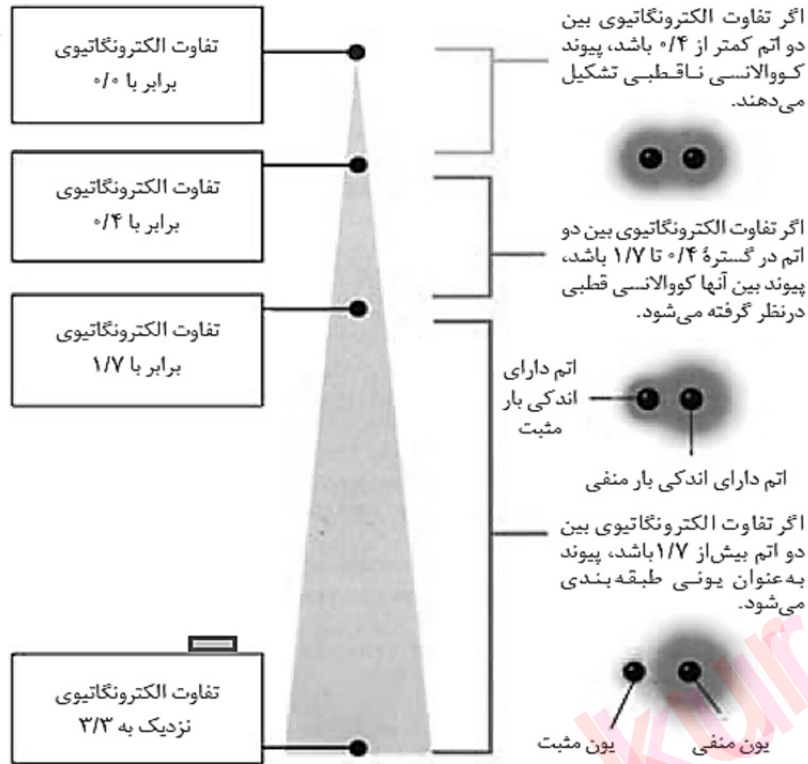 اگر تفاوت الکترونگاتیوی بین
دو اتم کمتر از ۰/۴ باشد، پیوند
کووالانسی ناقطبی تشکیل
می‌دهند.
اگر تفاوت الکترونگاتیوی بین دو
اتم در گسترهٔ ۰/۴ تا ۱/۷ باشد،
پیوند بین آنها کووالانسی قطبی
درنظر گرفته می‌شود.
اتم دارای
اندکی بار
مثبت
اتم دارای اندکی بار منفی
اگر تفاوت الکترونگاتیوی بین
دو اتم بیش‌از ۱/۷باشد، پیوند
به‌عنوان یونی طبقه‌بندی
می‌شود.
یون منفی
یون مثبت
تفاوت الکترونگاتیوی
برابر با ۰/۰
تفاوت الکترونگاتیوی
برابر با ۰/۴
تفاوت الکترونگاتیوی
برابر با ۱/۷
تفاوت الکترونگاتیوی
نزدیک به ۳/۳